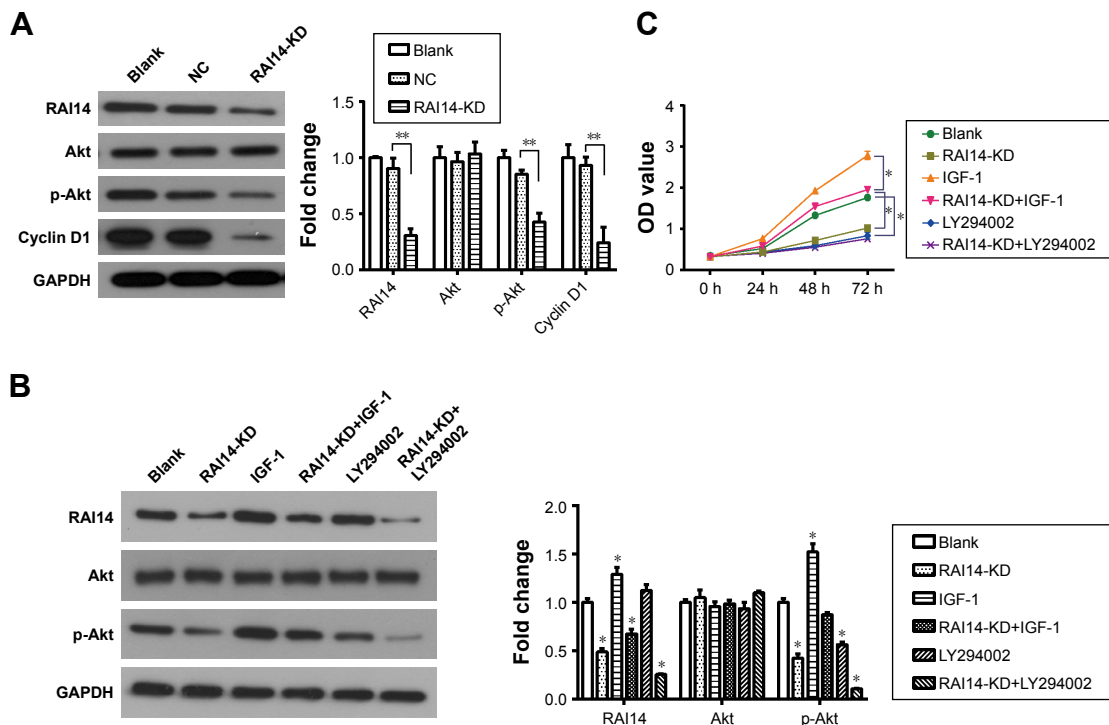 A
Blank
NC
RAI14-KD
RAI14
Akt
p-Akt
Cyclin D1
GAPDH
Blank
NC
RAI14-KD
Fold change
1.5
1.0
0.5
0.0
**
**
**
RAI14
Akt
p-Akt
Cyclin D1
C
OD value
4
3
2
1
0
0 h
24 h
48 h
72 h
*
*
*
Blank
RAI14-KD
IGF-1
RAI14-KD+IGF-1
LY294002
RAI14-KD+LY294002
B
Blank
RAI14-KD
IGF-1
RAI14-KD+IGF-1
LY294002
RAI14-KD+
LY294002
RAI14
Akt
p-Akt
GAPDH
Fold change
2.0
1.5
1.0
0.5
0.0
*
*
*
*
*
*
*
*
RAI14
Akt
p-Akt
Blank
RAI14-KD
IGF-1
RAI14-KD+IGF-1
LY294002
RAI14-KD+LY294002